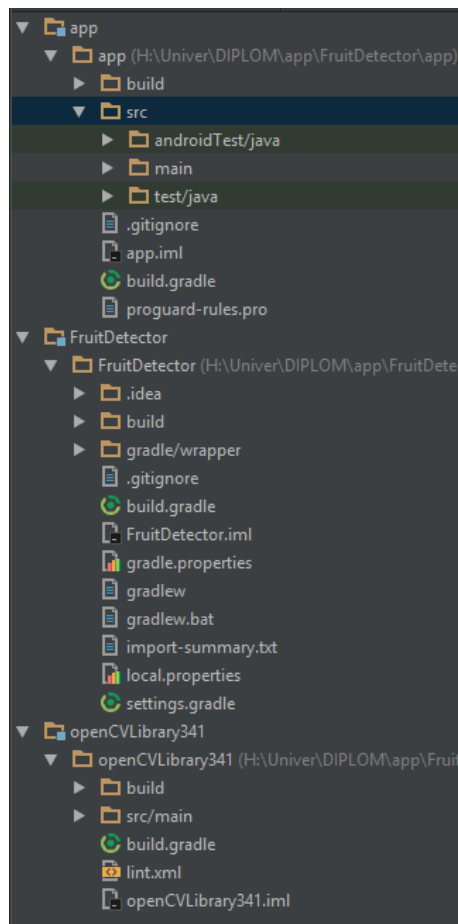 app
app (H:\Univer\DIPLOM\app\FruitDetector\app)
build
src
androidTest/java
main
test/java
.gitignore
app.iml
build.gradle
proguard-rules.pro
FruitDetector
FruitDetector (H:\Univer\DIPLOM\app\FruitDete
.idea
build
gradle/wrapper
.gitignore
build.gradle
FruitDetector.iml
gradle.properties
gradlew
gradlew.bat
import-summary.txt
local.properties
settings.gradle
openCVLibrary341
openCVLibrary341 (H:\Univer\DIPLOM\app\Fruit
build
src/main
build.gradle
lint.xml
openCVLibrary341.iml